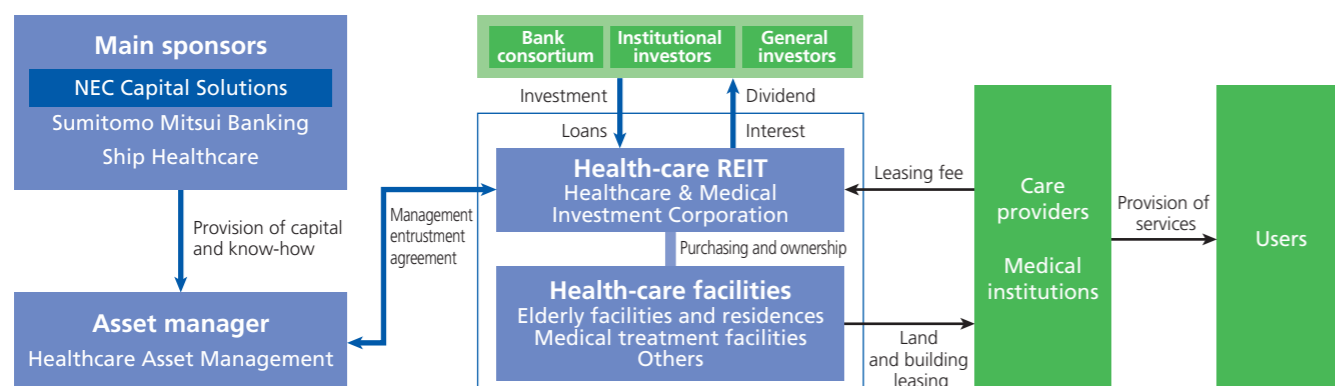 Main sponsors
NEC Capital Solutions
Sumitomo Mitsui Banking
Ship Healthcare
Provision of capital
and know-how
Asset manager
Healthcare Asset Management
Management
entrustment
agreement
Bank
consortium
Institutional
investors
General
investors
Investment
Loans
Dividend
Interest
Health-care REIT
Healthcare & Medical
Investment Corporation
Purchasing and ownership
Health-care facilities
Elderly facilities and residences
Medical treatment facilities
Others
Leasing fee
Land
and building
leasing
Care
providers
Medical
institutions
Provision of
services
Users